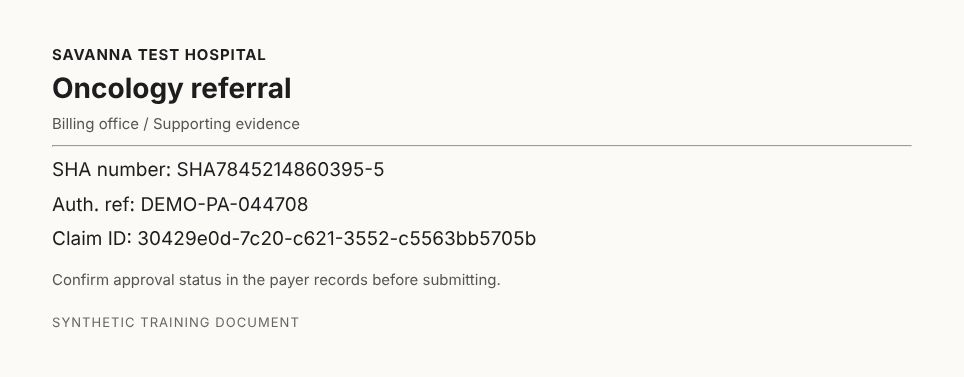 SAVANNA TEST HOSPITAL
Oncology referral
Billing office / Supporting evidence
SHA number: SHA7845214860395-5
Auth. ref: DEMO-PA-044708
Claim ID: 30429e0d-7c20-c621-3552-c5563bb5705b
Confirm approval status in the payer records before submitting.
SYNTHETIC TRAINING DOCUMENT